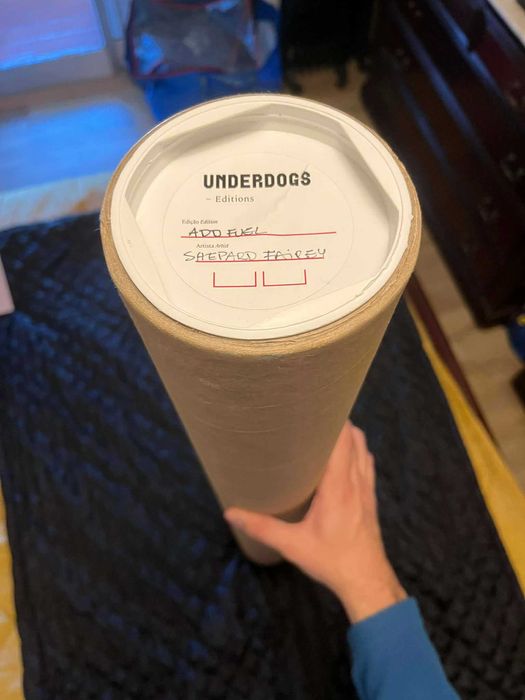 UNDERDOGS
– Editions
Edição Edition
ADD FUEL
Artista Artist
SHEPARD FAIREY